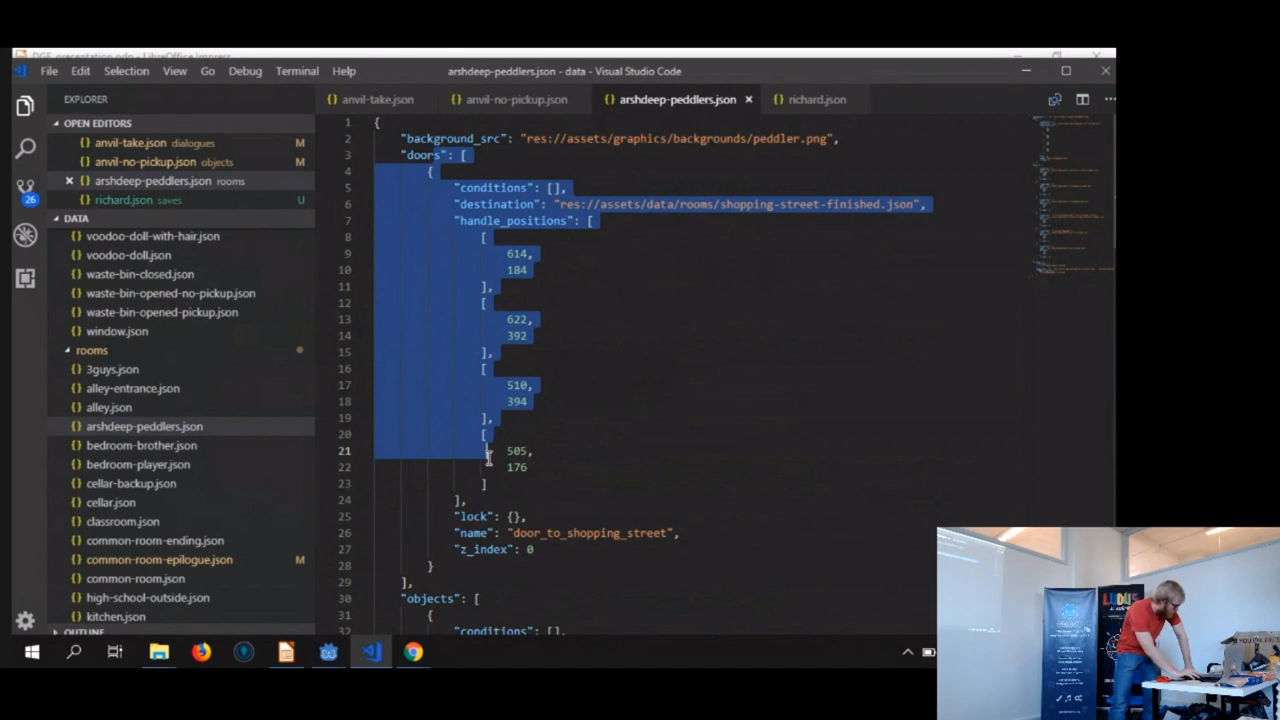 DGF_presentation.odp - LibreOffice Impress
File Edit Selection View Go Debug Terminal Help
arshdeep-peddlers.json - data - Visual Studio Code
EXPLORER
anvil-take.json
anvil-no-pickup.json
arshdeep-peddlers.json
richard.json
OPEN EDITORS
anvil-take.json dialogues M
anvil-no-pickup.json objects M
arshdeep-peddlers.json rooms
richard.json saves U
26
DATA
voodoo-doll-with-hair.json
voodoo-doll.json
waste-bin-closed.json
waste-bin-opened-no-pickup.json
waste-bin-opened-pickup.json
window.json
rooms
3guys.json
alley-entrance.json
alley.json
arshdeep-peddlers.json
bedroom-brother.json
bedroom-player.json
cellar-backup.json
cellar.json
classroom.json
common-room-ending.json
common-room-epilogue.json M
common-room.json
high-school-outside.json
kitchen.json
OUTLINE
1 {
2 "background_src": "res://assets/graphics/backgrounds/peddler.png",
3 "doors": [
4 {
5 "conditions": [],
6 "destination": "res://assets/data/rooms/shopping-street-finished.json",
7 "handle_positions": [
8 [
9 614,
10 184
11 ],
12 [
13 622,
14 392
15 ],
16 [
17 510,
18 394
19 ],
20 [
21 505,
22 176
23 ]
24 ],
25 "lock": {},
26 "name": "door_to_shopping_street",
27 "z_index": 0
28 }
29 ],
30 "objects": [
31 {
32 "conditions": [],
LUDUS